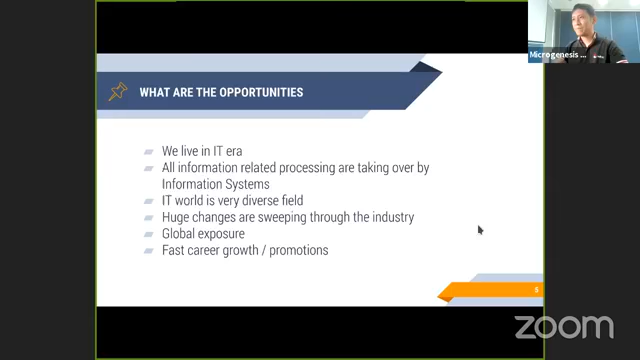 Microgenesis ...
WHAT ARE THE OPPORTUNITIES
We live in IT era
All information related processing are taking over by
Information Systems
IT world is very diverse field
Huge changes are sweeping through the industry
Global exposure
Fast career growth / promotions
5
zoom